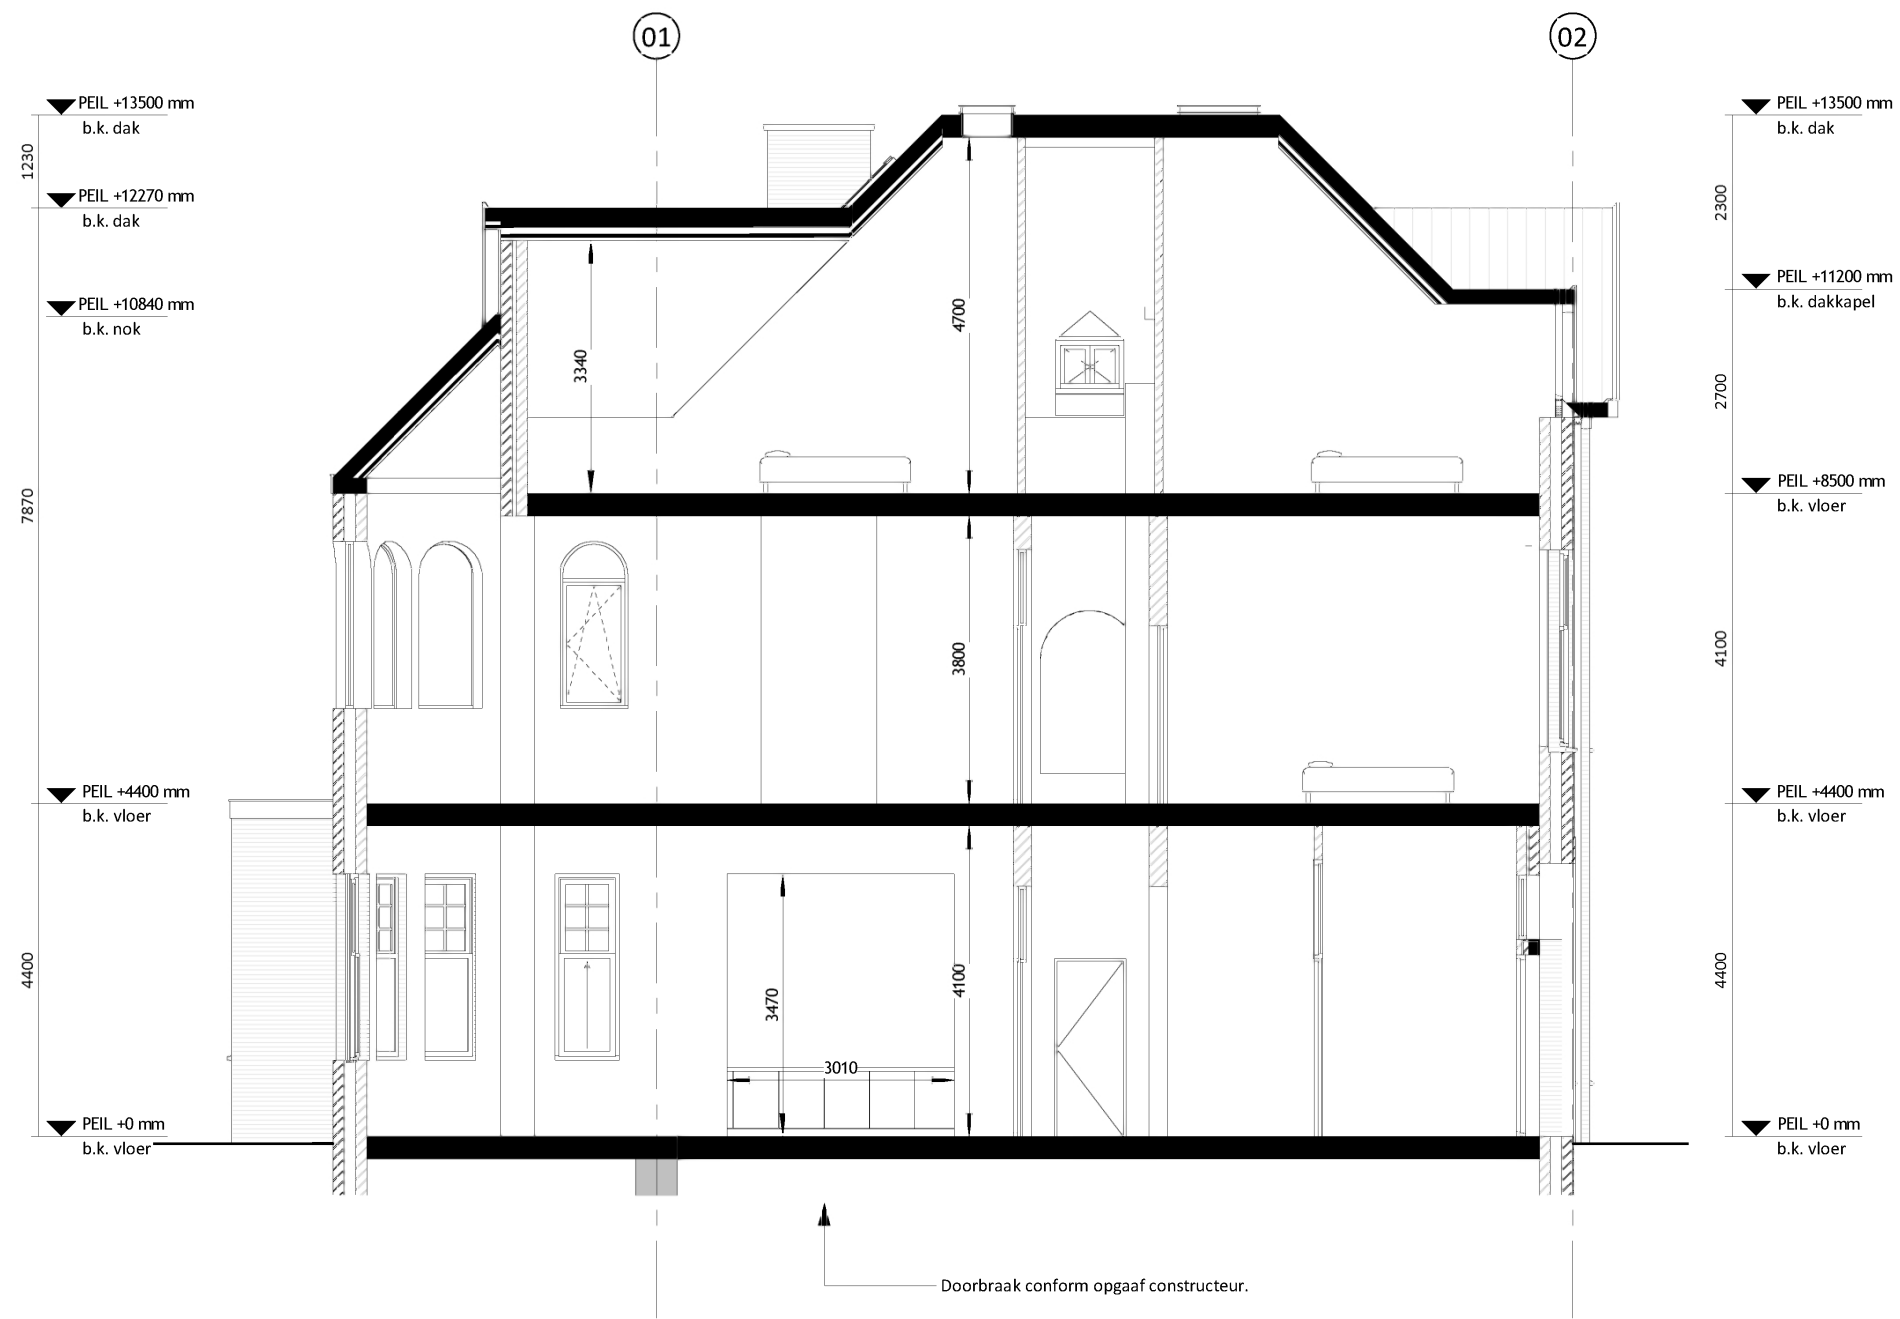 01
02
PEIL +13500 mm
b.k. dak
1230
PEIL +12270 mm
b.k. dak
PEIL +10840 mm
b.k. nok
7870
PEIL +4400 mm
b.k. vloer
4400
PEIL +0 mm
b.k. vloer
3340
4700
3800
4100
3470
3010
PEIL +13500 mm
b.k. dak
2300
PEIL +11200 mm
b.k. dakkapel
2700
PEIL +8500 mm
b.k. vloer
4100
PEIL +4400 mm
b.k. vloer
4400
PEIL +0 mm
b.k. vloer
Doorbraak conform opgaaf constructeur.